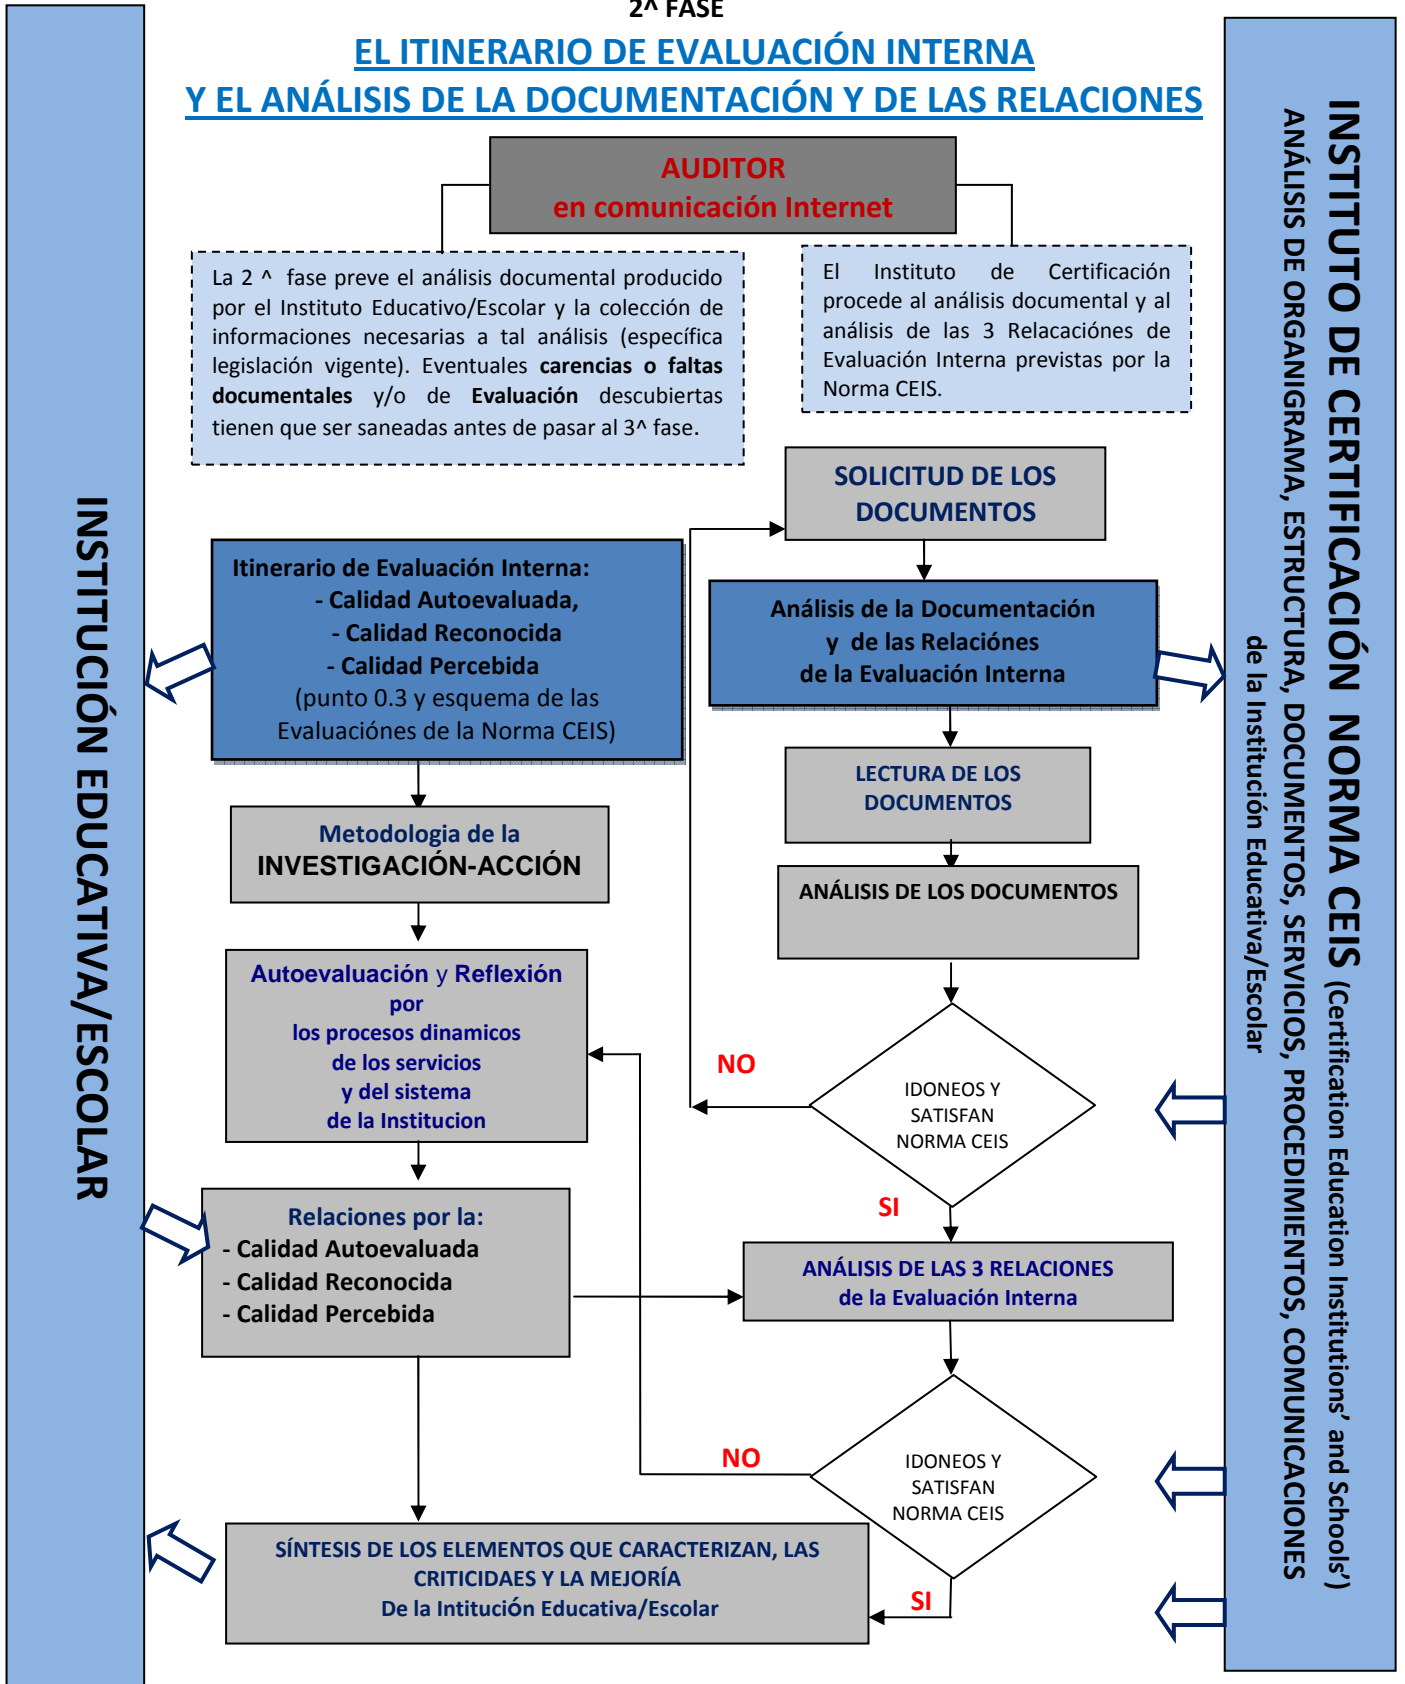 2^ FASE
EL ITINERARIO DE EVALUACIÓN INTERNA
Y EL ANÁLISIS DE LA DOCUMENTACIÓN Y DE LAS RELACIONES
AUDITOR
en comunicación Internet
La 2 ^ fase preve el análisis documental producido
por el Instituto Educativo/Escolar y la colección de
informaciones necesarias a tal análisis (específica
legislación vigente). Eventuales carencias o faltas
documentales y/o de Evaluación descubiertas
tienen que ser saneadas antes de pasar al 3^ fase.
El Instituto de Certificación
procede al análisis documental y al
análisis de las 3 Relacaciónes de
Evaluación Interna previstas por la
Norma CEIS.
SOLICITUD DE LOS
DOCUMENTOS
Itinerario de Evaluación Interna:
- Calidad Autoevaluada,
- Calidad Reconocida
- Calidad Percebida
(punto 0.3 y esquema de las
Evaluaciónes de la Norma CEIS)
Análisis de la Documentación
y de las Relaciónes
de la Evaluación Interna
LECTURA DE LOS
DOCUMENTOS
Metodologia de la
INVESTIGACIÓN-ACCIÓN
ANÁLISIS DE LOS DOCUMENTOS
Autoevaluación y Reflexión
por
los procesos dinamicos
de los servicios
y del sistema
de la Institucion
NO
IDONEOS Y
SATISFAN
NORMA CEIS
SI
Relaciones por la:
- Calidad Autoevaluada
- Calidad Reconocida
- Calidad Percebida
ANÁLISIS DE LAS 3 RELACIONES
de la Evaluación Interna
NO
IDONEOS Y
SATISFAN
NORMA CEIS
SI
SÍNTESIS DE LOS ELEMENTOS QUE CARACTERIZAN, LAS
CRITICIDAES Y LA MEJORÍA
De la Intitución Educativa/Escolar
INSTITUCIÓN EDUCATIVA/ESCOLAR
INSTITUTO DE CERTIFICACIÓN NORMA CEIS (Certification Education Institutions’ and Schools’)
ANÁLISIS DE ORGANIGRAMA, ESTRUCTURA, DOCUMENTOS, SERVICIOS, PROCEDIMIENTOS, COMUNICACIONES
de la Institución Educativa/Escolar